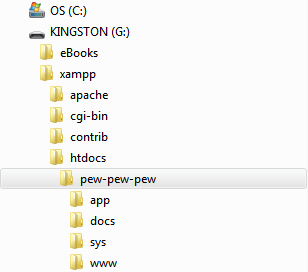 OS (C:)
KINGSTON (G:)
eBooks
xampp
apache
cgi-bin
contrib
htdocs
pew-pew-pew
app
docs
sys
www